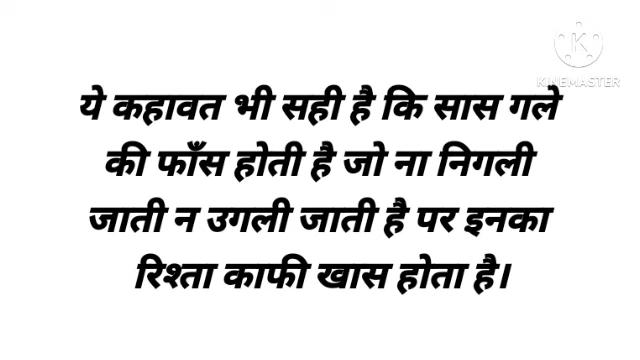 KINEMASTER
ये कहावत भी सही है कि सास गले
की फाँस होती है जो ना निगली
जाती न उगली जाती है पर इनका
रिश्ता काफी खास होता है।